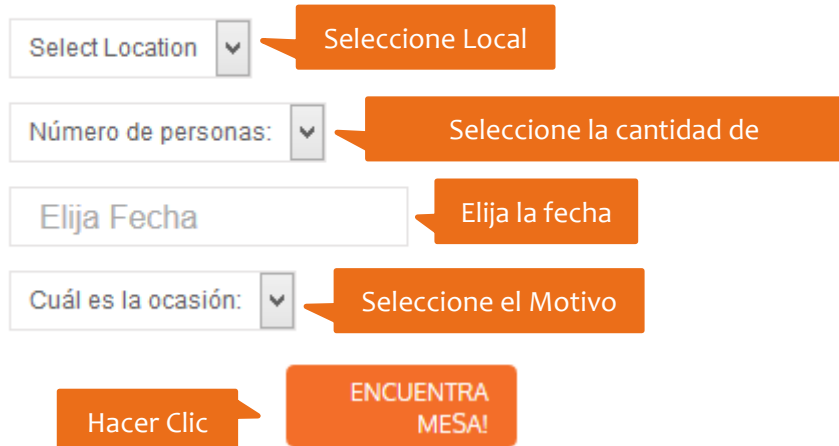 Select Location
Seleccione Local
Número de personas:
Seleccione la cantidad de
Elija Fecha
Elija la fecha
Cuál es la ocasión:
Seleccione el Motivo
ENCUENTRA
MESA!
Hacer Clic